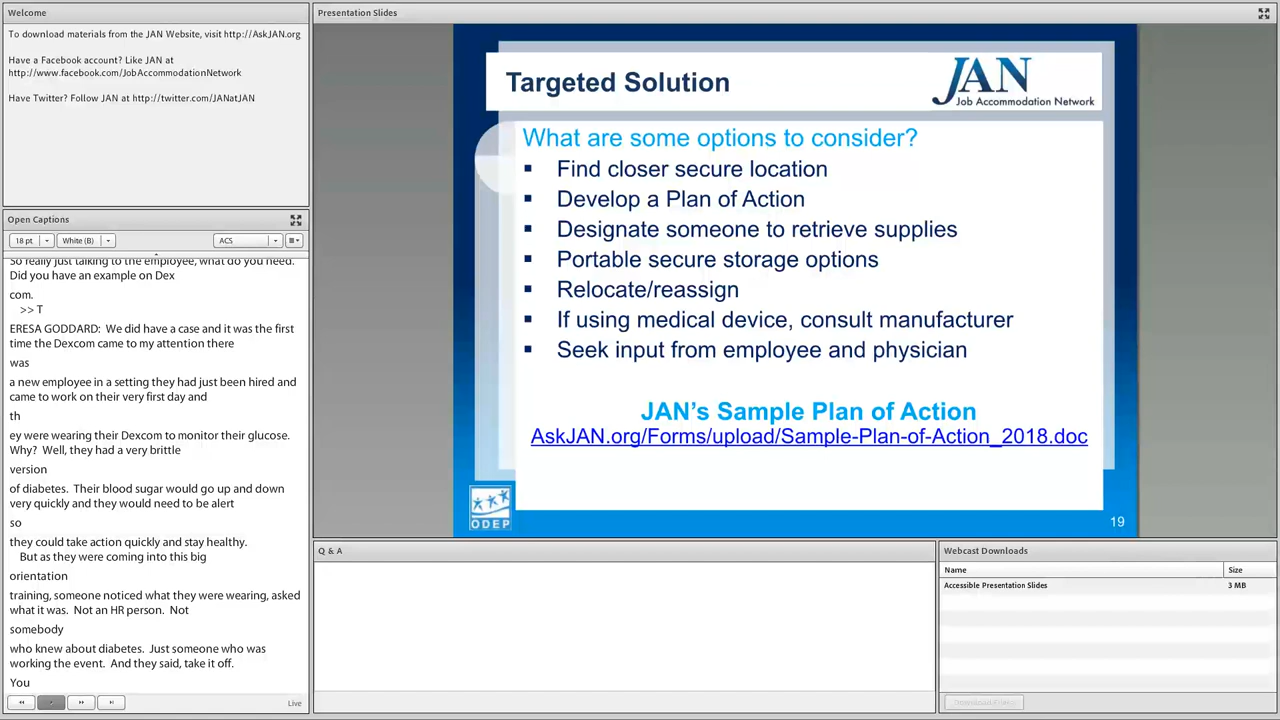 Welcome
To download materials from the JAN Website, visit http://AskJAN.org
Have a Facebook account? Like JAN at
http://www.facebook.com/JobAccommodationNetwork
Have Twitter? Follow JAN at http://twitter.com/JANatJAN
Open Captions
18 pt
White (B)
ACS
So really just talking to the employee, what do you need.
Did you have an example on Dex
com.
>> T
ERESA GODDARD:  We did have a case and it was the first
time the Dexcom came to my attention there
was
a new employee in a setting they had just been hired and
came to work on their very first day and
th
ey were wearing their Dexcom to monitor their glucose.
Why?  Well, they had a very brittle
version
of diabetes.  Their blood sugar would go up and down
very quickly and they would need to be alert
so
they could take action quickly and stay healthy.
But as they were coming into this big
orientation
training, someone noticed what they were wearing, asked
what it was.  Not an HR person.  Not
somebody
who knew about diabetes.  Just someone who was
working the event.  And they said, take it off.
You
Live
Presentation Slides
Targeted Solution
JAN
Job Accommodation Network
What are some options to consider?
▪ Find closer secure location
▪ Develop a Plan of Action
▪ Designate someone to retrieve supplies
▪ Portable secure storage options
▪ Relocate/reassign
▪ If using medical device, consult manufacturer
▪ Seek input from employee and physician
JAN's Sample Plan of Action
AskJAN.org/Forms/upload/Sample-Plan-of-Action_2018.doc
ODEP
19
Q & A
Webcast Downloads
Name Size
Accessible Presentation Slides 3 MB